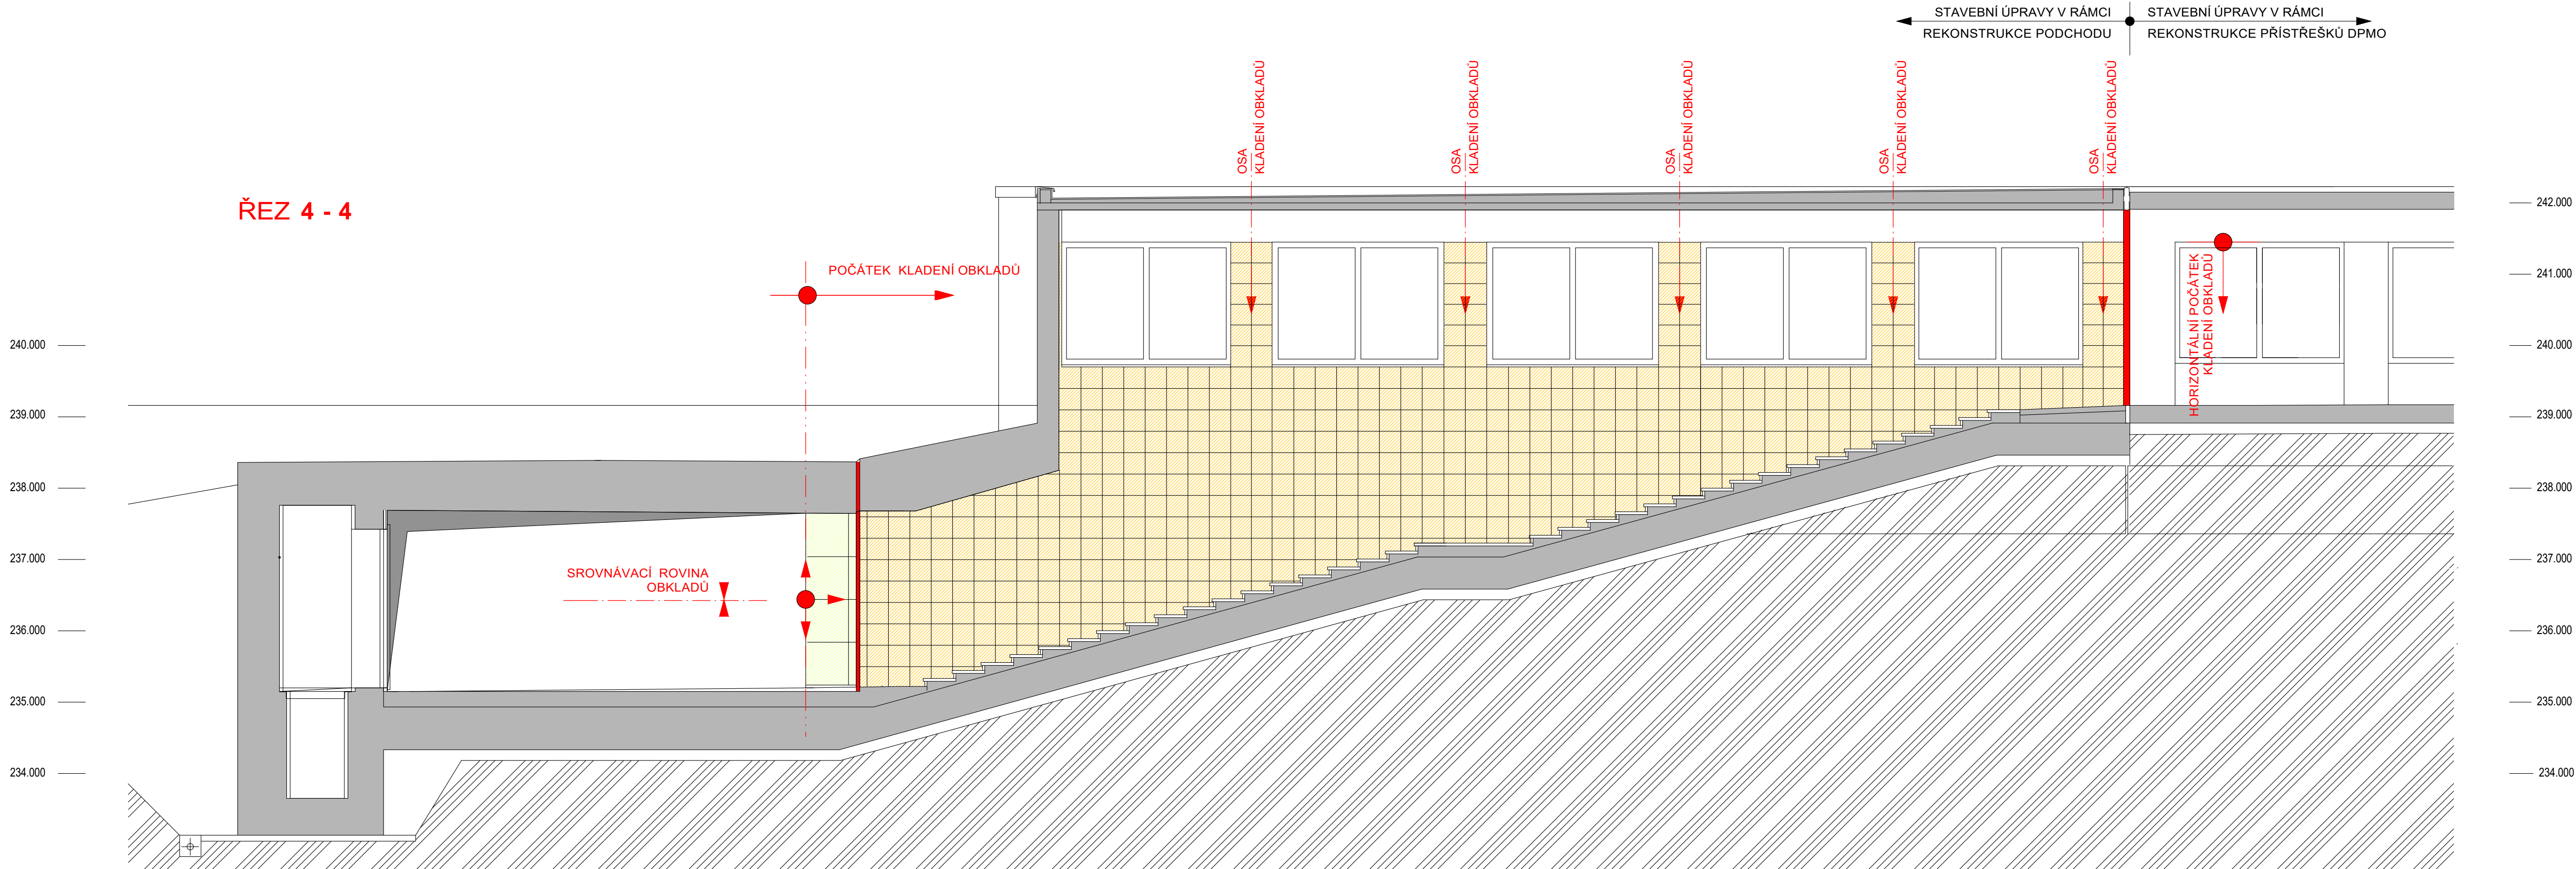 STAVEBNÍ ÚPRAVY V RÁMCI
REKONSTRUKCE PODCHODU
STAVEBNÍ ÚPRAVY V RÁMCI
REKONSTRUKCE PŘÍSTŘEŠKŮ DPMO
OSA
KLADENÍ OBKLADŮ
OSA
KLADENÍ OBKLADŮ
OSA
KLADENÍ OBKLADŮ
OSA
KLADENÍ OBKLADŮ
OSA
KLADENÍ OBKLADŮ
ŘEZ 4 - 4
POČÁTEK KLADENÍ OBKLADŮ
HORIZONTÁLNÍ POČÁTEK
KLADENÍ OBKLADŮ
SROVNÁVACÍ ROVINA
OBKLADŮ
240.000
239.000
238.000
237.000
236.000
235.000
234.000
242.000
241.000
240.000
239.000
238.000
237.000
236.000
235.000
234.000